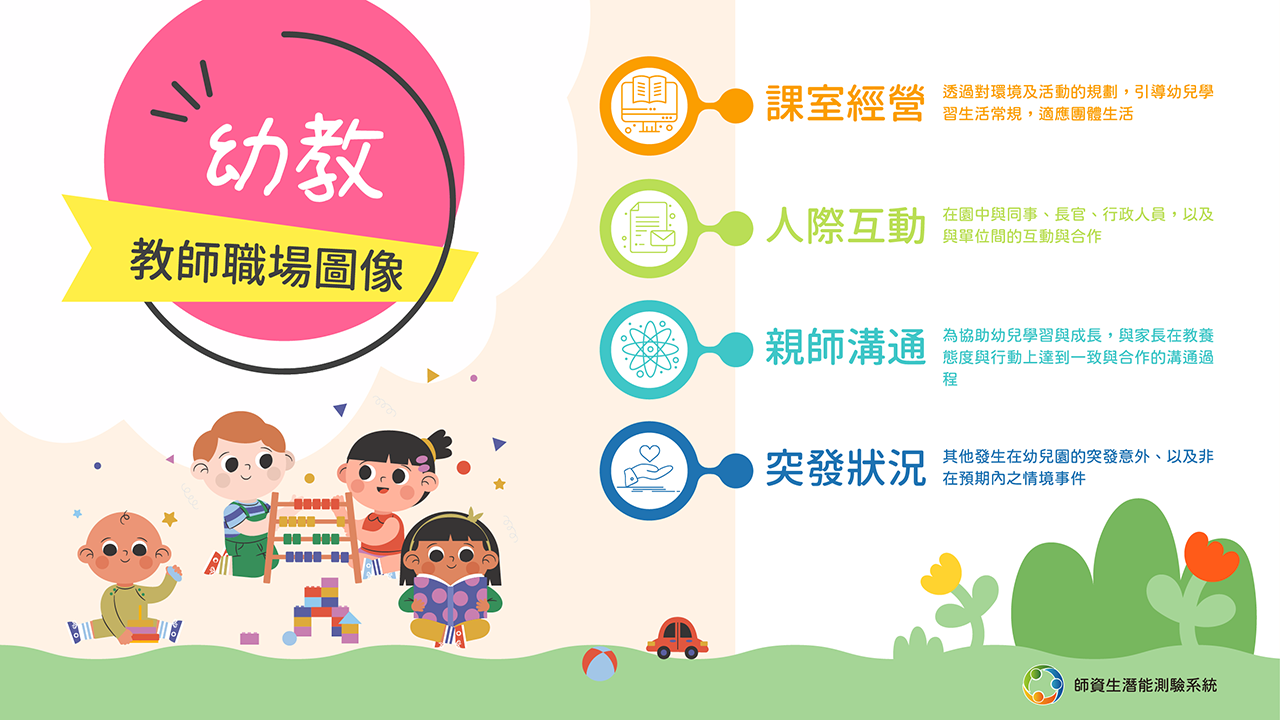 幼教
教師職場圖像
課室經營
透過對環境及活動的規劃，引導幼兒學
習生活常規，適應團體生活
人際互動
在園中與同事、長官、行政人員，以及
與單位間的互動與合作
親師溝通
為協助幼兒學習與成長，與家長在教養
態度與行動上達到一致與合作的溝通過
程
突發狀況
其他發生在幼兒園的突發意外、以及非
在預期內之情境事件
師資生潛能測驗系統